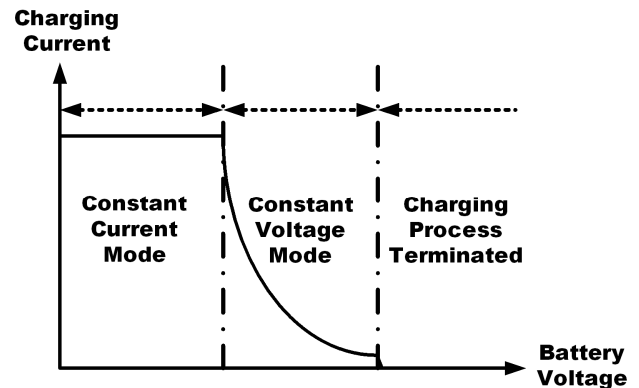 Charging
Current
Constant
Current
Mode
Constant
Voltage
Mode
Charging
Process
Terminated
Battery
Voltage